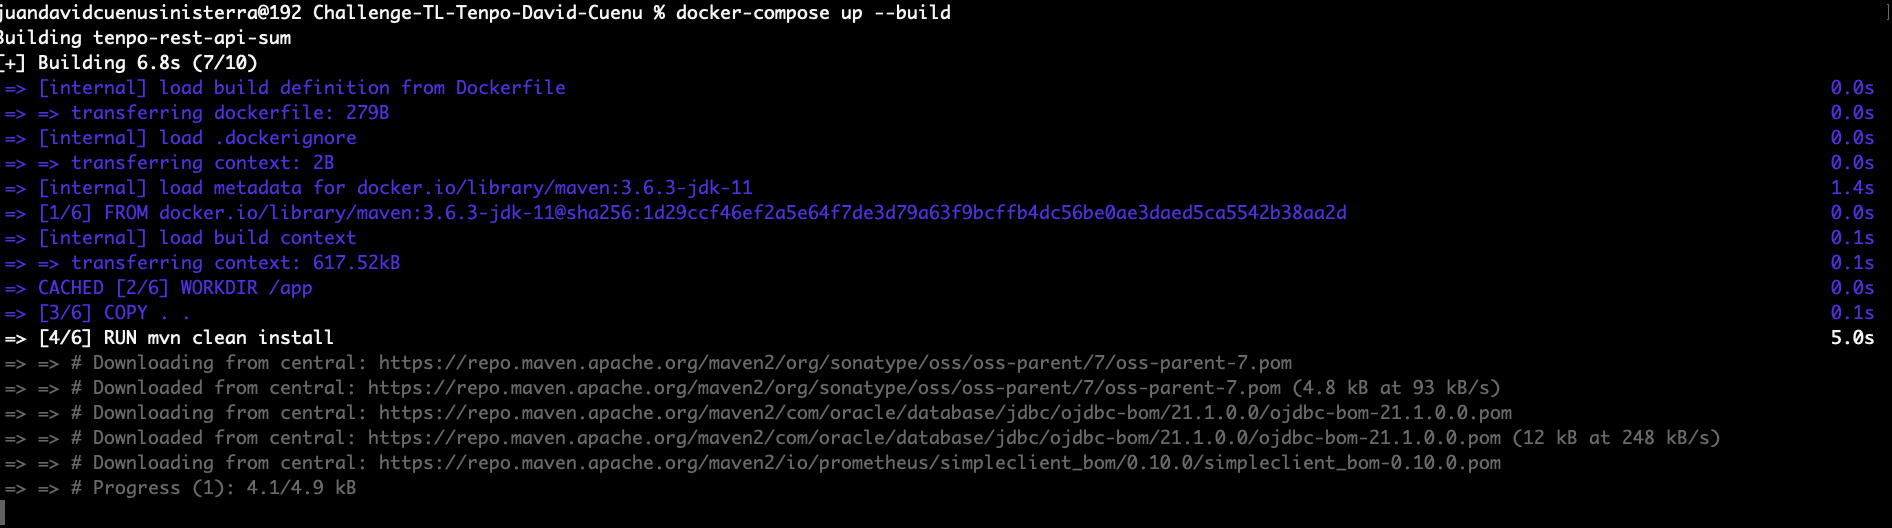 juandavidcuenusinisterra@192 Challenge-TL-Tenpo-David-Cuenu % docker-compose up --build
Building tenpo-rest-api-sum
[+] Building 6.8s (7/10)
=> [internal] load build definition from Dockerfile 0.0s
=> => transferring dockerfile: 279B 0.0s
=> [internal] load .dockerignore 0.0s
=> => transferring context: 2B 0.0s
=> [internal] load metadata for docker.io/library/maven:3.6.3-jdk-11 1.4s
=> [1/6] FROM docker.io/library/maven:3.6.3-jdk-11@sha256:1d29ccf46ef2a5e64f7de3d79a63f9bcffb4dc56be0ae3daed5ca5542b38aa2d 0.0s
=> [internal] load build context 0.1s
=> => transferring context: 617.52kB 0.1s
=> CACHED [2/6] WORKDIR /app 0.0s
=> [3/6] COPY . . 0.1s
=> [4/6] RUN mvn clean install 5.0s
=> => # Downloading from central: https://repo.maven.apache.org/maven2/org/sonatype/oss/oss-parent/7/oss-parent-7.pom
=> => # Downloaded from central: https://repo.maven.apache.org/maven2/org/sonatype/oss/oss-parent/7/oss-parent-7.pom (4.8 kB at 93 kB/s)
=> => # Downloading from central: https://repo.maven.apache.org/maven2/com/oracle/database/jdbc/ojdbc-bom/21.1.0.0/ojdbc-bom-21.1.0.0.pom
=> => # Downloaded from central: https://repo.maven.apache.org/maven2/com/oracle/database/jdbc/ojdbc-bom/21.1.0.0/ojdbc-bom-21.1.0.0.pom (12 kB at 248 kB/s)
=> => # Downloading from central: https://repo.maven.apache.org/maven2/io/prometheus/simpleclient_bom/0.10.0/simpleclient_bom-0.10.0.pom
=> => # Progress (1): 4.1/4.9 kB